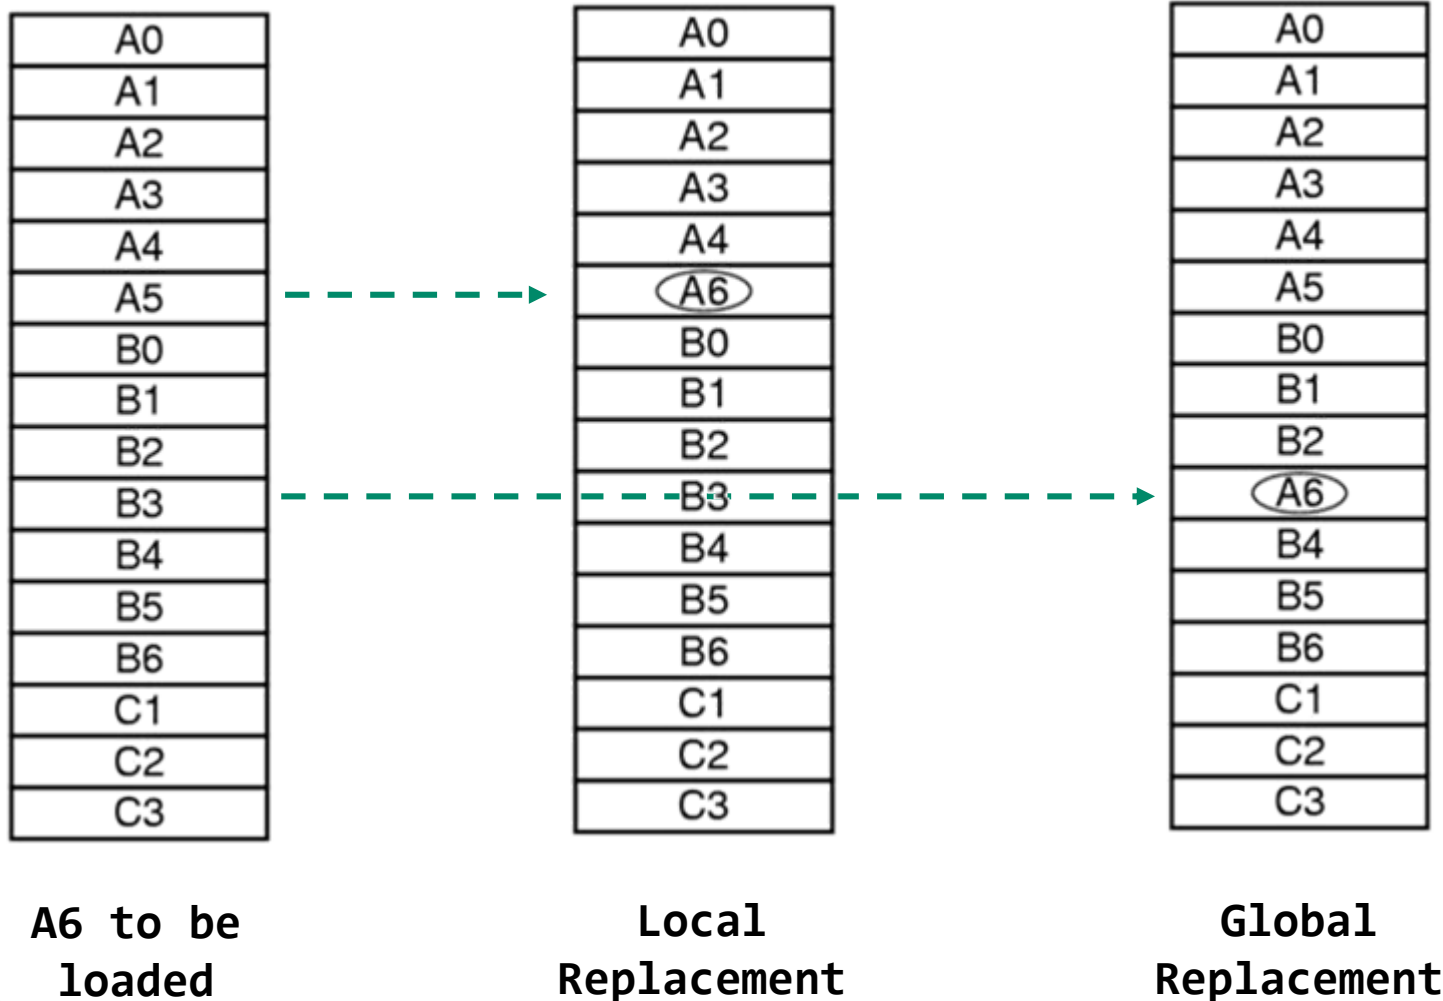 A0
A1
A2
A3
A4
A5
B0
B1
B2
B3
B4
B5
B6
C1
C2
C3
A6 to be
loaded
A0
A1
A2
A3
A4
A6
B0
B1
B2
B3
B4
B5
B6
C1
C2
C3
Local
Replacement
A0
A1
A2
A3
A4
A5
B0
B1
B2
A6
B4
B5
B6
C1
C2
C3
Global
Replacement